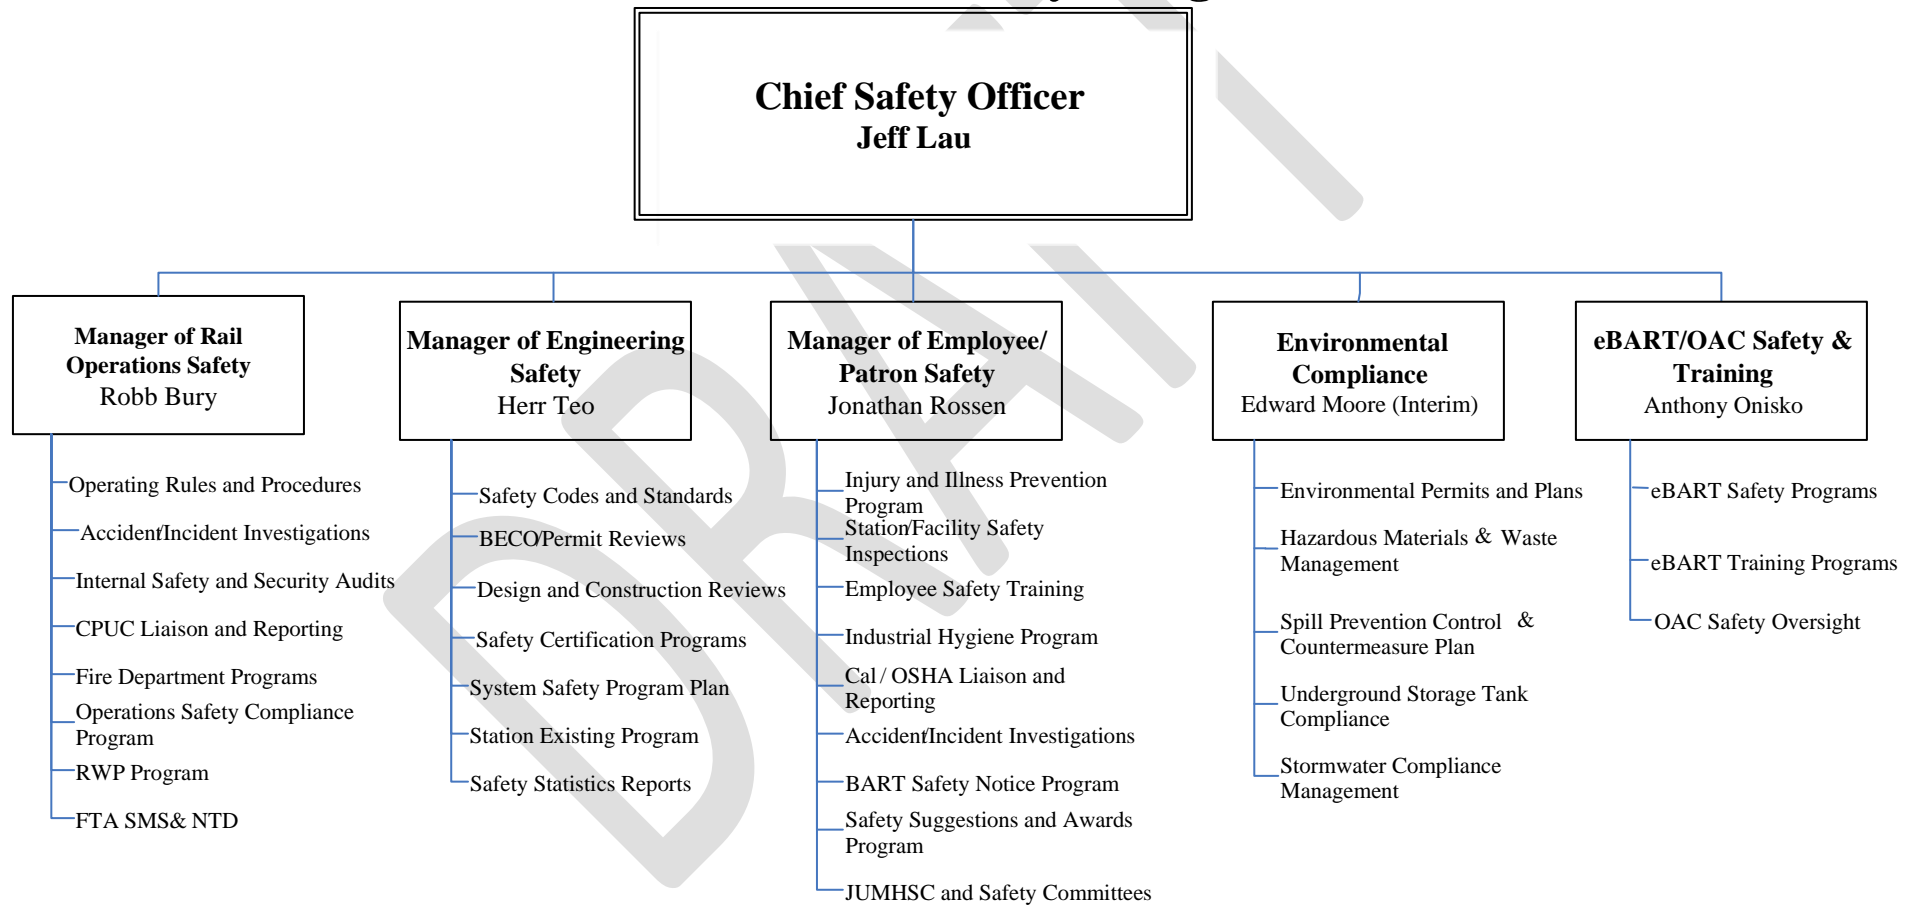 Chief Safety Officer
Jeff Lau
Manager of Rail
Operations Safety
Robb Bury
Operating Rules and Procedures
Accident/Incident Investigations
Internal Safety and Security Audits
CPUC Liaison and Reporting
Fire Department Programs
Operations Safety Compliance
Program
RWP Program
FTA SMS& NTD
Manager of Engineering
Safety
Herr Teo
Safety Codes and Standards
BECO/Permit Reviews
Design and Construction Reviews
Safety Certification Programs
System Safety Program Plan
Station Existing Program
Safety Statistics Reports
Manager of Employee/
Patron Safety
Jonathan Rossen
Injury and Illness Prevention
Program
Station/Facility Safety
Inspections
Employee Safety Training
Industrial Hygiene Program
Cal / OSHA Liaison and
Reporting
Accident/Incident Investigations
BART Safety Notice Program
Safety Suggestions and Awards
Program
JUMHSC and Safety Committees
Environmental
Compliance
Edward Moore (Interim)
Environmental Permits and Plans
Hazardous Materials & Waste
Management
Spill Prevention Control &
Countermeasure Plan
Underground Storage Tank
Compliance
Stormwater Compliance
Management
eBART/OAC Safety &
Training
Anthony Onisko
eBART Safety Programs
eBART Training Programs
OAC Safety Oversight
DRAFT